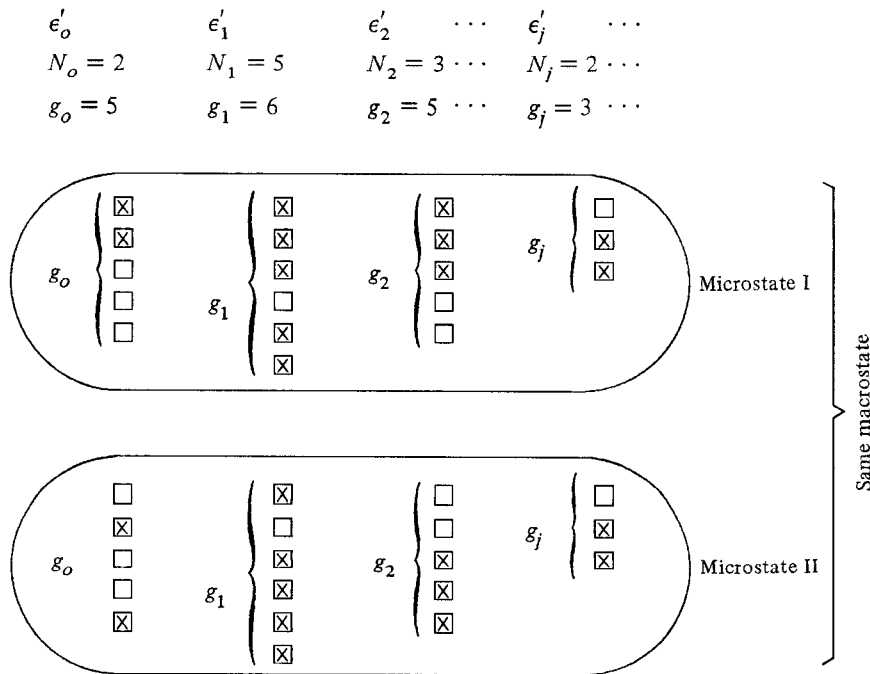 ϵ′ₒ ϵ′₁ ϵ′₂ ··· ϵ′ⱼ ···
Nₒ = 2 N₁ = 5 N₂ = 3 ··· Nⱼ = 2 ···
gₒ = 5 g₁ = 6 g₂ = 5 ··· gⱼ = 3 ···
gₒ g₁ g₂ gⱼ Microstate I
Same macrostate
gₒ g₁ g₂ gⱼ Microstate II